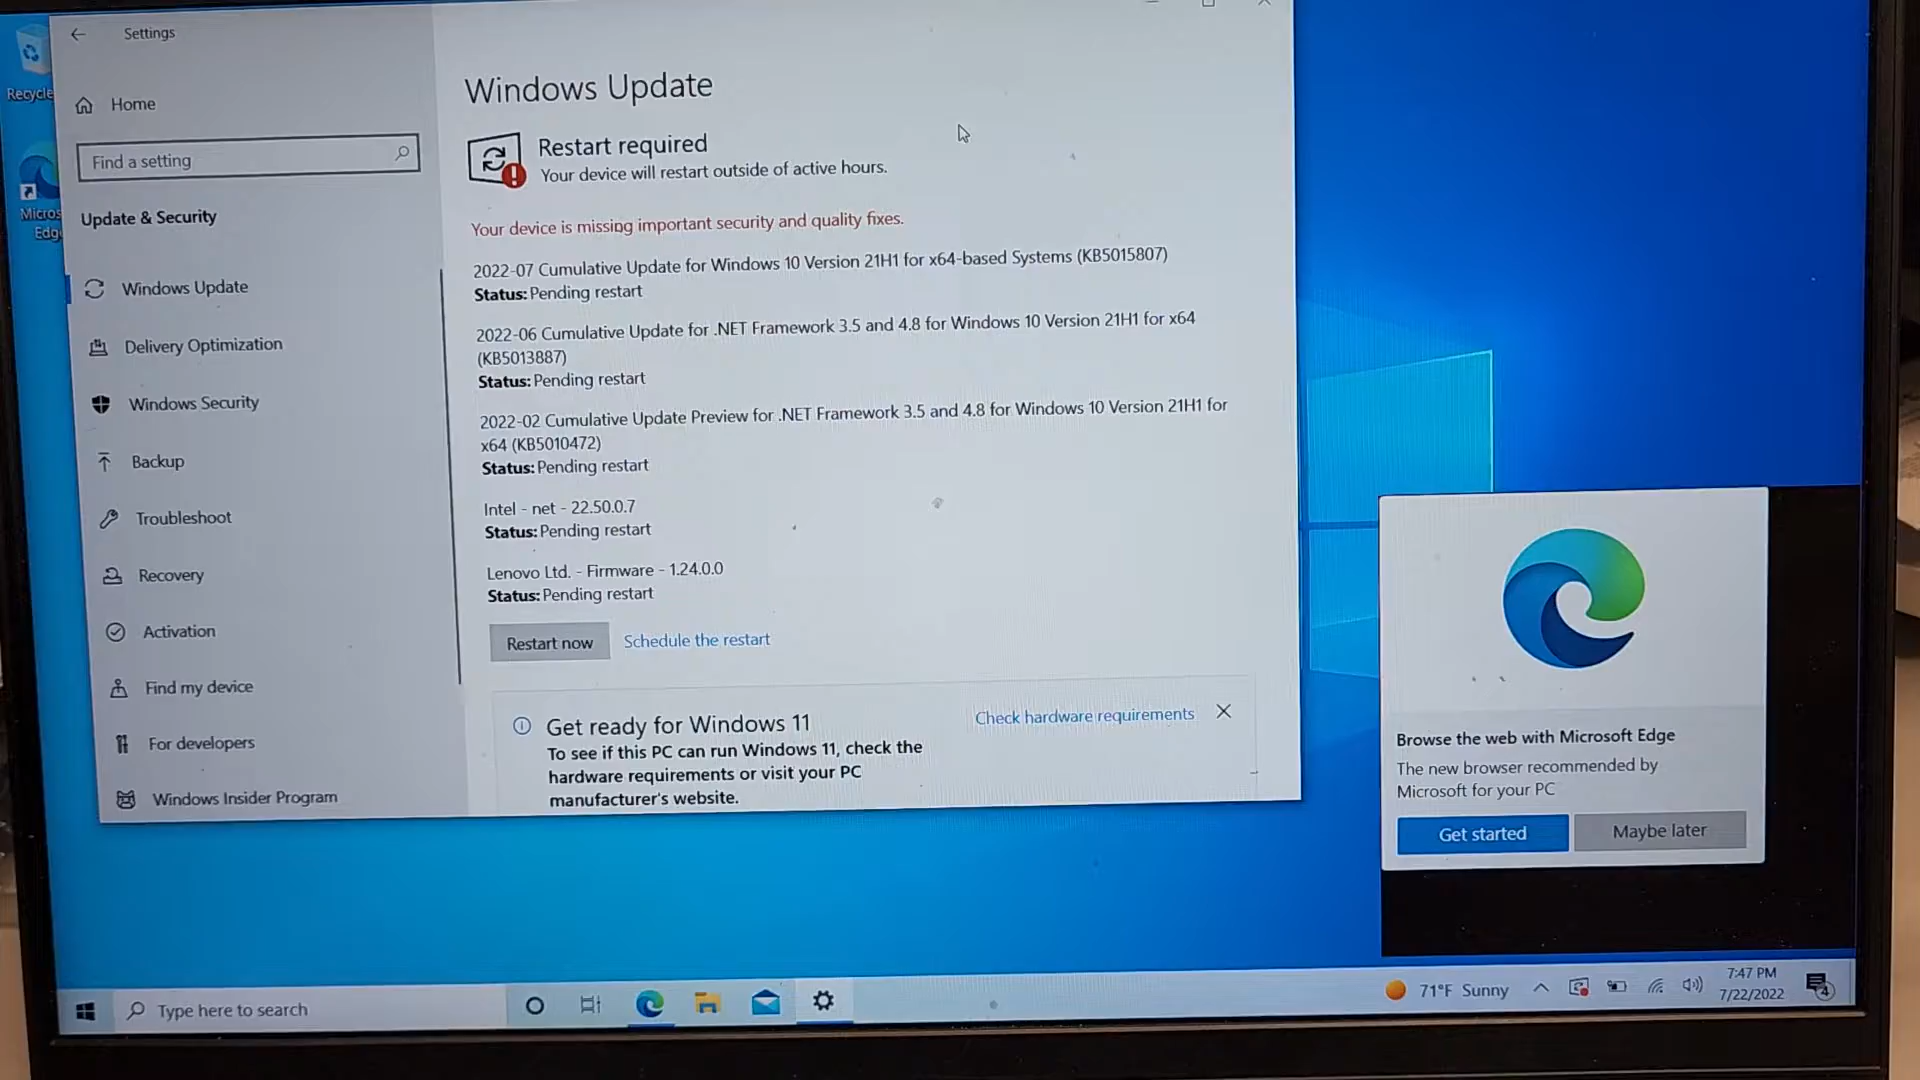 Settings
Home
Find a setting
Update & Security
Windows Update
Delivery Optimization
Windows Security
Backup
Troubleshoot
Recovery
Activation
Find my device
For developers
Windows Insider Program
Windows Update
Restart required
Your device will restart outside of active hours.
Your device is missing important security and quality fixes.
2022-07 Cumulative Update for Windows 10 Version 21H1 for x64-based Systems (KB5015807)
Status: Pending restart
2022-06 Cumulative Update for .NET Framework 3.5 and 4.8 for Windows 10 Version 21H1 for x64
(KB5013887)
Status: Pending restart
2022-02 Cumulative Update Preview for .NET Framework 3.5 and 4.8 for Windows 10 Version 21H1 for
x64 (KB5010472)
Status: Pending restart
Intel - net - 22.50.0.7
Status: Pending restart
Lenovo Ltd. - Firmware - 1.24.0.0
Status: Pending restart
Restart now
Schedule the restart
Get ready for Windows 11
Check hardware requirements
To see if this PC can run Windows 11, check the
hardware requirements or visit your PC
manufacturer's website.
Recycle
Micros
Edg
Browse the web with Microsoft Edge
The new browser recommended by
Microsoft for your PC
Get started
Maybe later
Type here to search
71°F Sunny
7:47 PM
7/22/2022
4